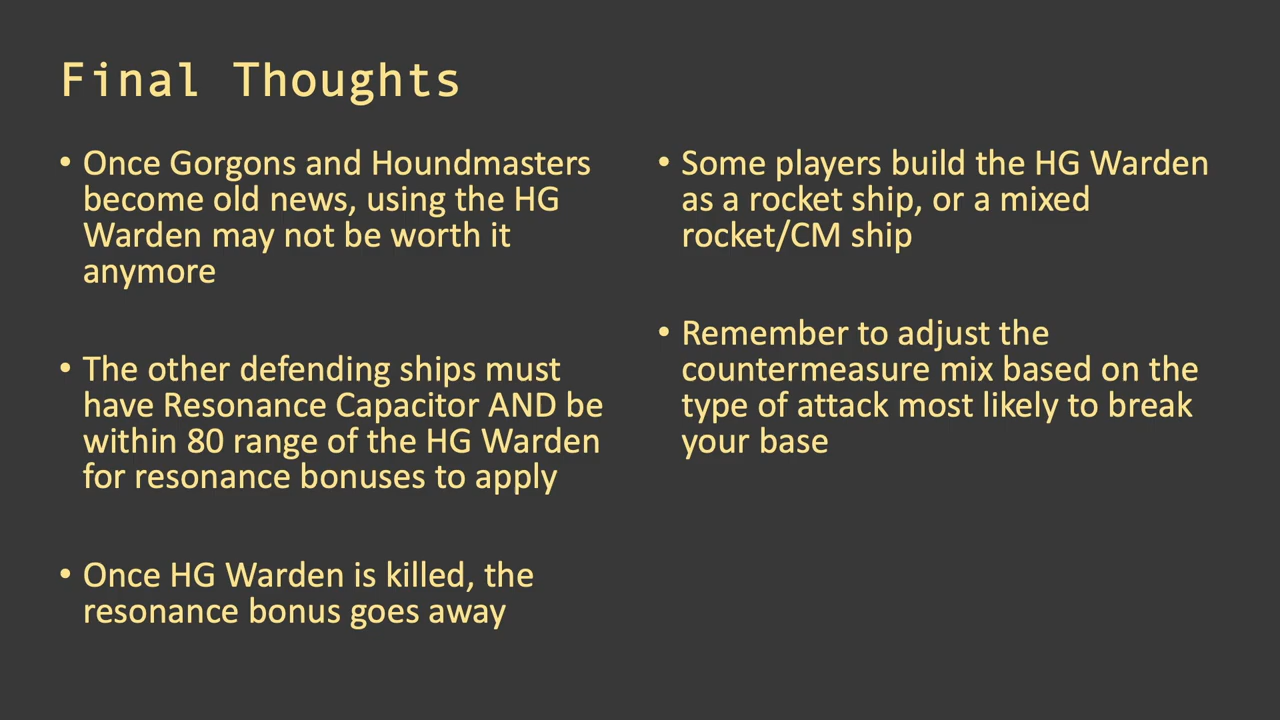 Final Thoughts
• Once Gorgons and Houndmasters
become old news, using the HG
Warden may not be worth it
anymore
• The other defending ships must
have Resonance Capacitor AND be
within 80 range of the HG Warden
for resonance bonuses to apply
• Once HG Warden is killed, the
resonance bonus goes away
• Some players build the HG Warden
as a rocket ship, or a mixed
rocket/CM ship
• Remember to adjust the
countermeasure mix based on the
type of attack most likely to break
your base